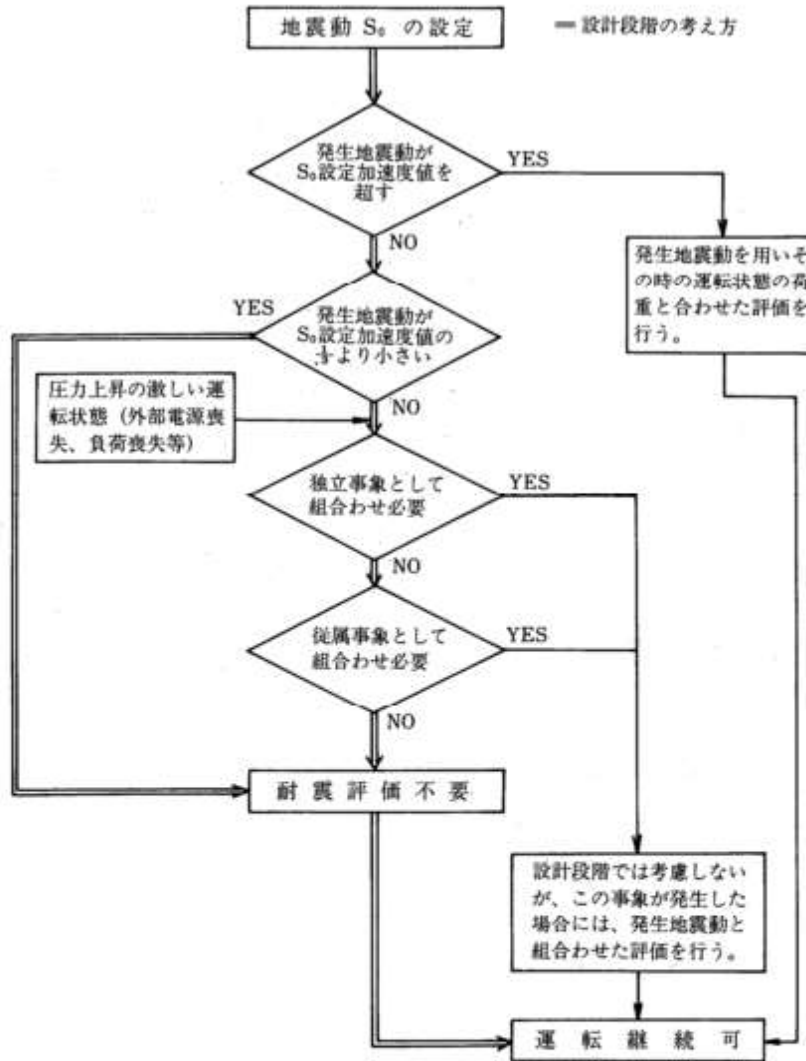 地震動 S₀ の設定
═ 設計段階の考え方
発生地震動が
S₀設定加速度値を
超す
YES
NO
発生地震動を用いそ
の時の運転状態の荷
重と合わせた評価を
行う。
YES
発生地震動が
S₀設定加速度値の
より小さい
NO
圧力上昇の激しい運
転状態（外部電源喪
失、負荷喪失等）
独立事象として
組合わせ必要
YES
NO
従属事象として
組合わせ必要
YES
NO
耐震評価不要
設計段階では考慮しない
が、この事象が発生した
場合には、発生地震動と
組合わせた評価を行う。
運転継続可